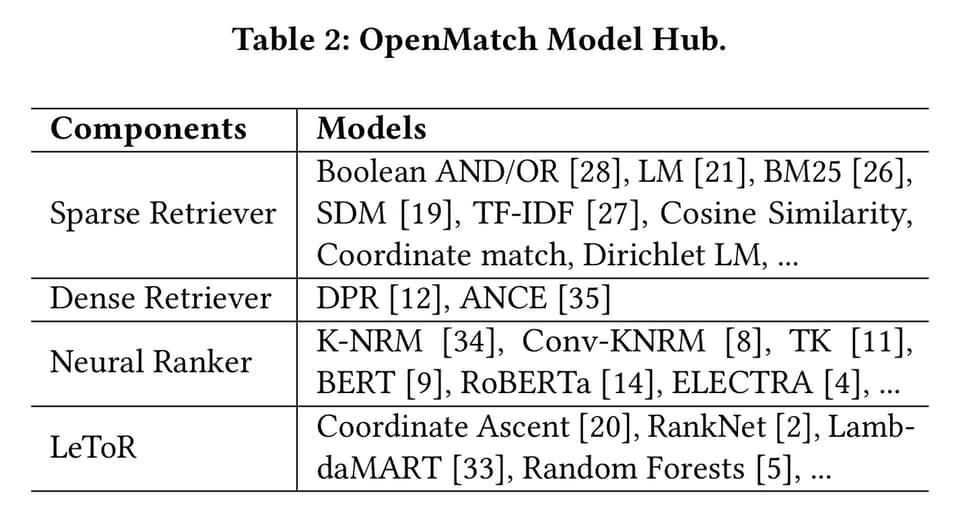 Table 2: OpenMatch Model Hub.
Components Models
Sparse Retriever
Boolean AND/OR [28], LM [21], BM25 [26],
SDM [19], TF-IDF [27], Cosine Similarity,
Coordinate match, Dirichlet LM, ...
Dense Retriever DPR [12], ANCE [35]
Neural Ranker
K-NRM [34], Conv-KNRM [8], TK [11],
BERT [9], RoBERTa [14], ELECTRA [4], ...
LeToR
Coordinate Ascent [20], RankNet [2], Lamb-
daMART [33], Random Forests [5], ...